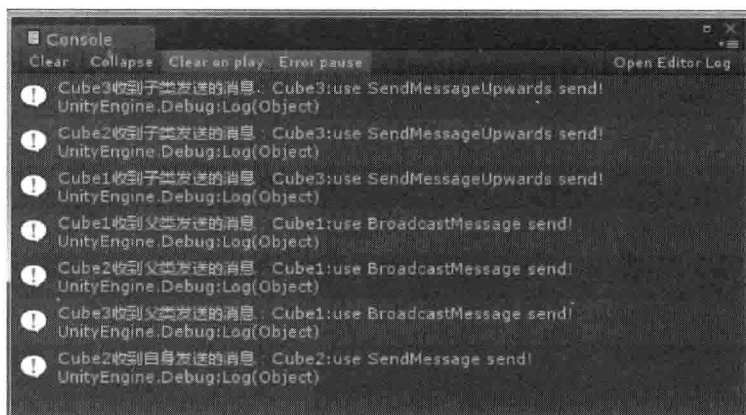 Console
Clear Collapse Clear on play Error pause Open Editor Log
Cube3收到子类发送的消息: Cube3:use SendMessageUpwards send!
UnityEngine.Debug:Log(Object)
Cube2收到子类发送的消息: Cube3:use SendMessageUpwards send!
UnityEngine.Debug:Log(Object)
Cube1收到子类发送的消息: Cube3:use SendMessageUpwards send!
UnityEngine.Debug:Log(Object)
Cube1收到父类发送的消息: Cube1:use BroadcastMessage send!
UnityEngine.Debug:Log(Object)
Cube2收到父类发送的消息: Cube1:use BroadcastMessage send!
UnityEngine.Debug:Log(Object)
Cube3收到父类发送的消息: Cube1:use BroadcastMessage send!
UnityEngine.Debug:Log(Object)
Cube2收到自身发送的消息: Cube2:use SendMessage send!
UnityEngine.Debug:Log(Object)